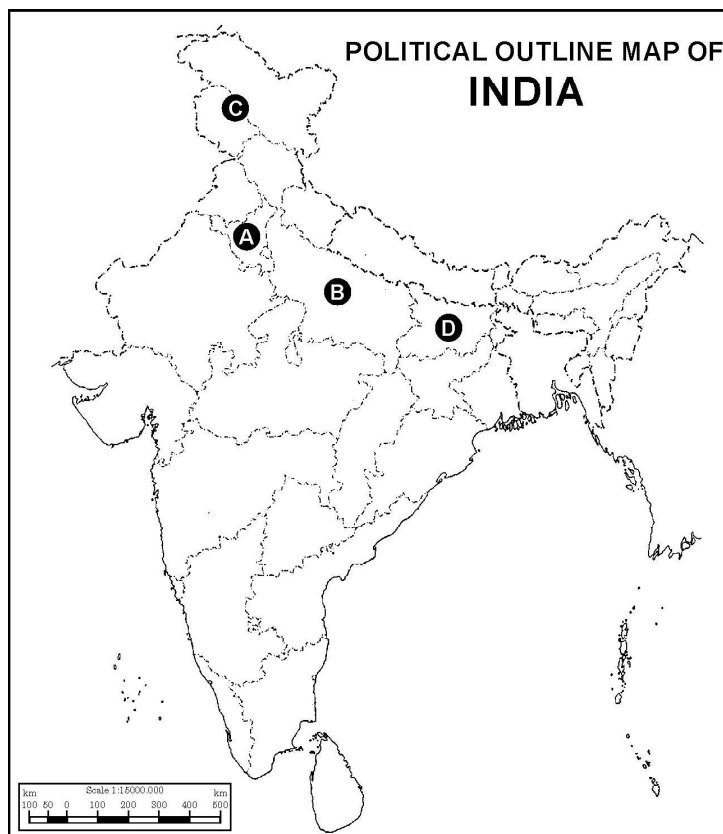 POLITICAL OUTLINE MAP OF
INDIA
C
A
B
D
Scale 1:15000.000
km km
100 50 0 100 200 300 400 500